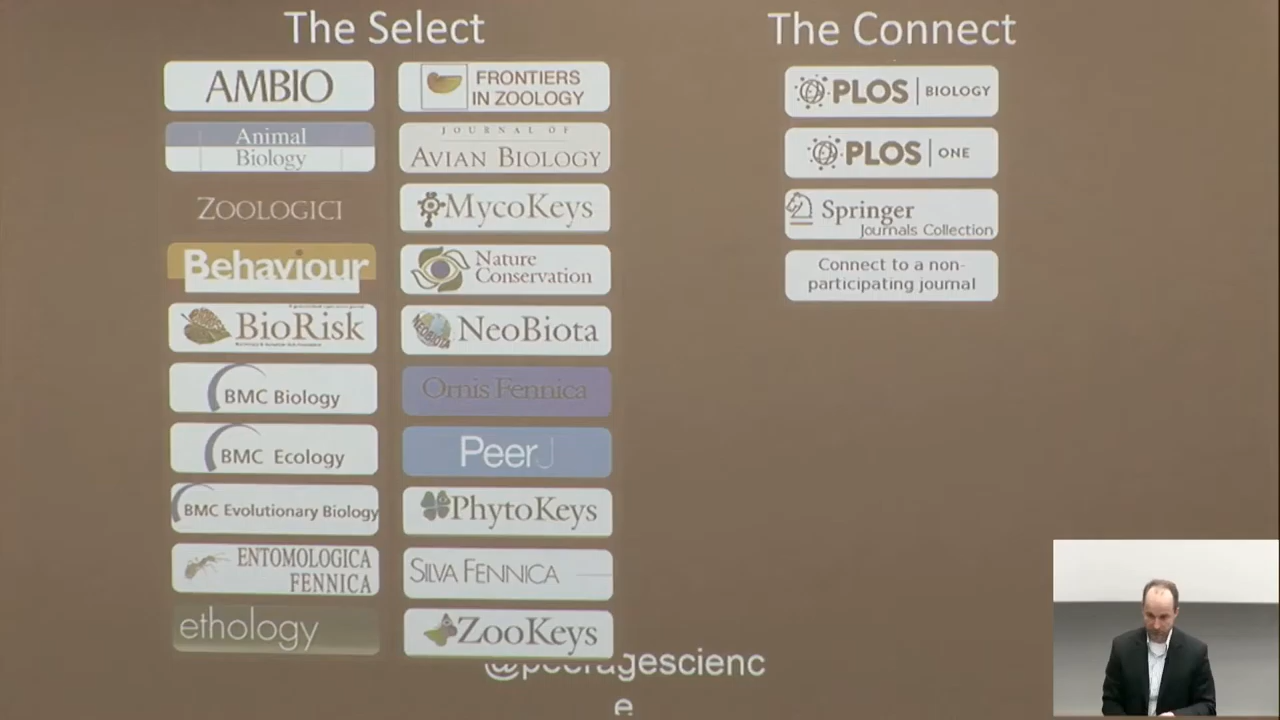 The Select
AMBIO
Animal
Biology
ZOOLOGICI
Behaviour
BioRisk
BMC Biology
BMC Ecology
BMC Evolutionary Biology
ENTOMOLOGICA
FENNICA
ethology
FRONTIERS
IN ZOOLOGY
JOURNAL OF
AVIAN BIOLOGY
MycoKeys
Nature
Conservation
NEOBIOTA NeoBiota
Ornis Fennica
PeerJ
PhytoKeys
SILVA FENNICA
ZooKeys
The Connect
PLOS BIOLOGY
PLOS ONE
Springer
Journals Collection
Connect to a non-
participating journal
@peeragescienc
e